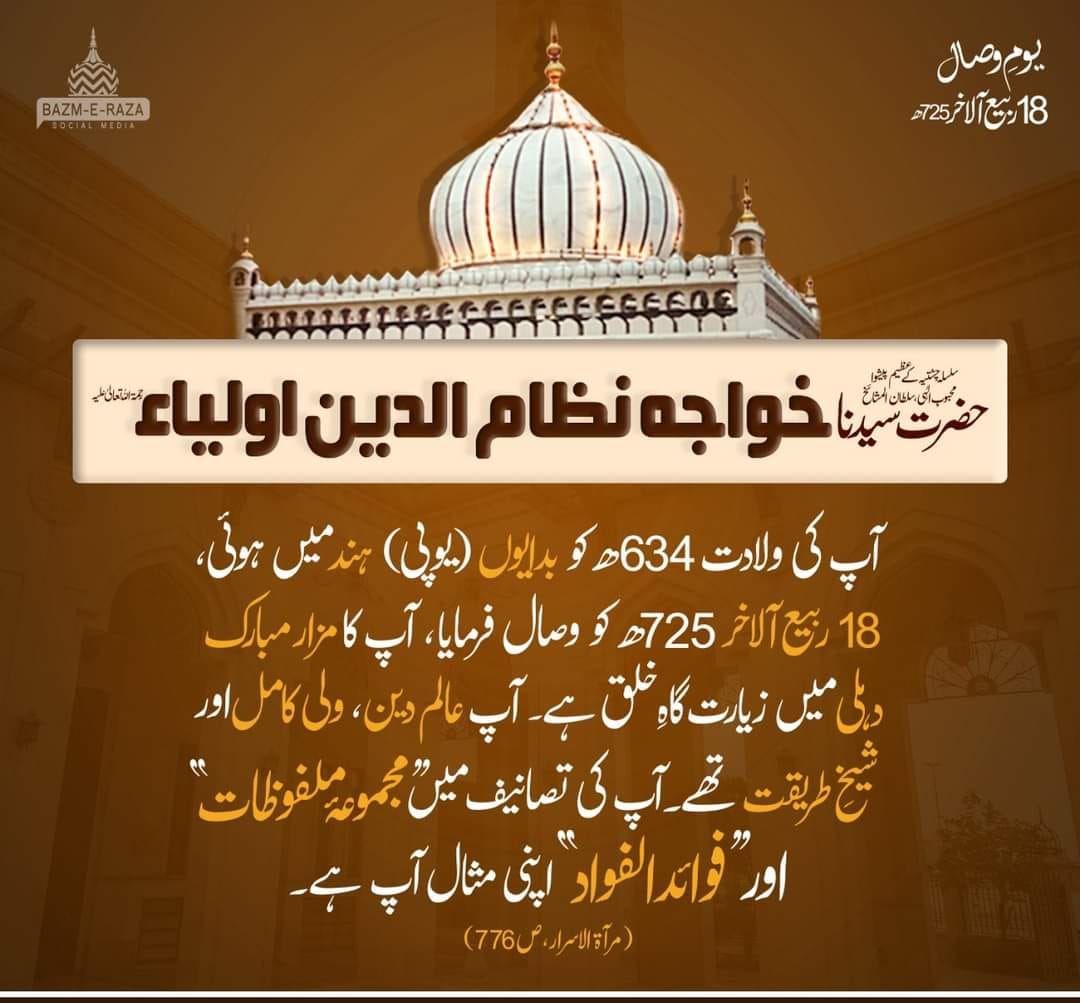 BAZM-E-RAZA
SOCIAL MEDIA
یومِ وصال
18 ربیع الآخر 725ھ
سلسلہ چشتیہ کے عظیم پیشوا
محبوبِ الٰہی، سلطان المشائخ
حضرت سیدنا خواجہ نظام الدین اولیاء رحمۃ اللہ تعالیٰ علیہ
آپ کی ولادت 634ھ کو بدایوں (یوپی) ہند میں ہوئی،
18 ربیع الآخر 725ھ کو وصال فرمایا، آپ کا مزار مبارک
دہلی میں زیارت گاہِ خلق ہے۔ آپ عالم دین، ولی کامل اور
شیخِ طریقت تھے۔ آپ کی تصانیف میں ”مجموعۂ ملفوظات“
اور ”فوائد الفواد“ اپنی مثال آپ ہے۔
(مرآۃ الاسرار، ص 776)